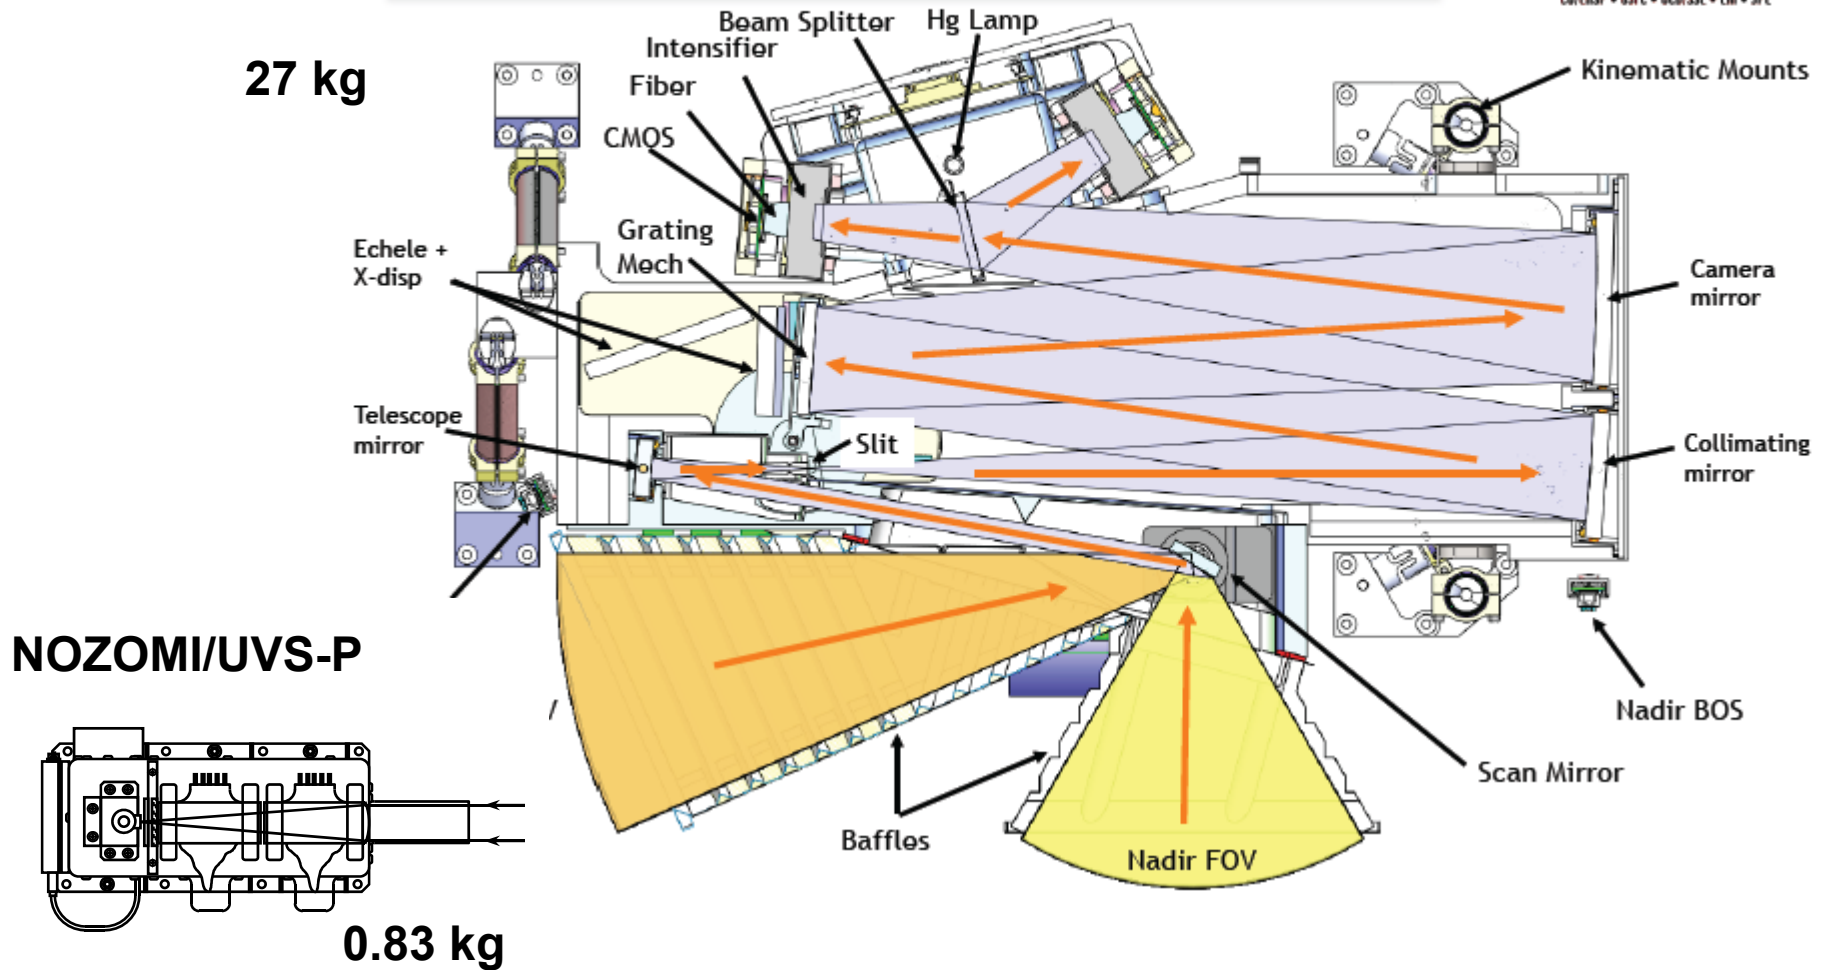 Beam Splitter
Hg Lamp
Intensifier
27 kg
Fiber
Kinematic Mounts
CMOS
Grating
Mech
Echele +
X-disp
Camera
mirror
Telescope
mirror
Slit
Collimating
mirror
NOZOMI/UVS-P
Nadir BOS
Scan Mirror
Baffles
Nadir FOV
0.83 kg